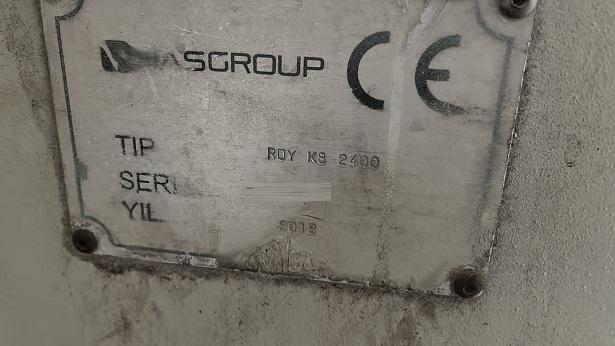 ASGROUP CE
TIP RDY KS 2400
SERİ
YIL 2012